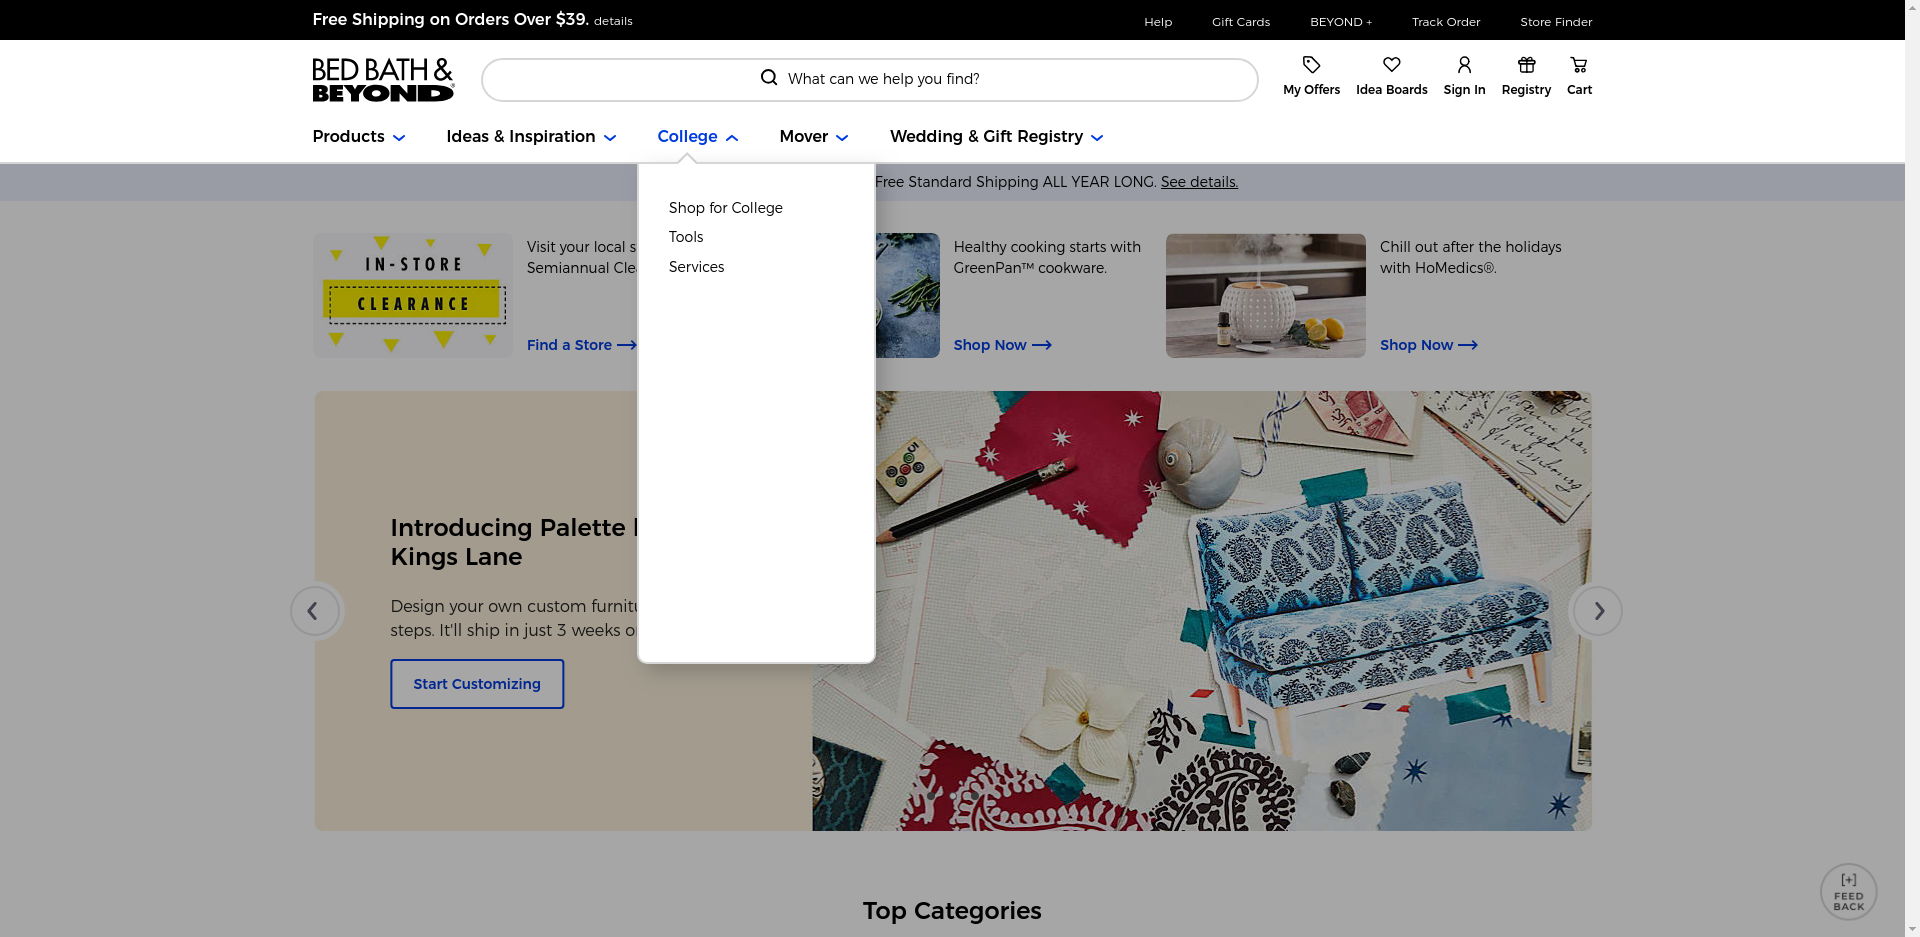 Free Shipping on Orders Over $39. details
Help
Gift Cards
BEYOND +
Track Order
Store Finder
BED BATH &
BEYOND
What can we help you find?
My Offers
Idea Boards
Sign In
Registry
Cart
Products
Ideas & Inspiration
College
Mover
Wedding & Gift Registry
Free Standard Shipping ALL YEAR LONG. See details.
Shop for College
Tools
Services
IN-STORE
CLEARANCE
Visit your local
Semiannual
Find a Store
Healthy cooking starts with
GreenPan™ cookware.
Shop Now
Chill out after the holidays
with HoMedics®.
Shop Now
Introducing Palette
Kings Lane
Design your own custom
steps. It'll ship in just 3 weeks
Start Customizing
[+]
FEED
BACK
Top Categories